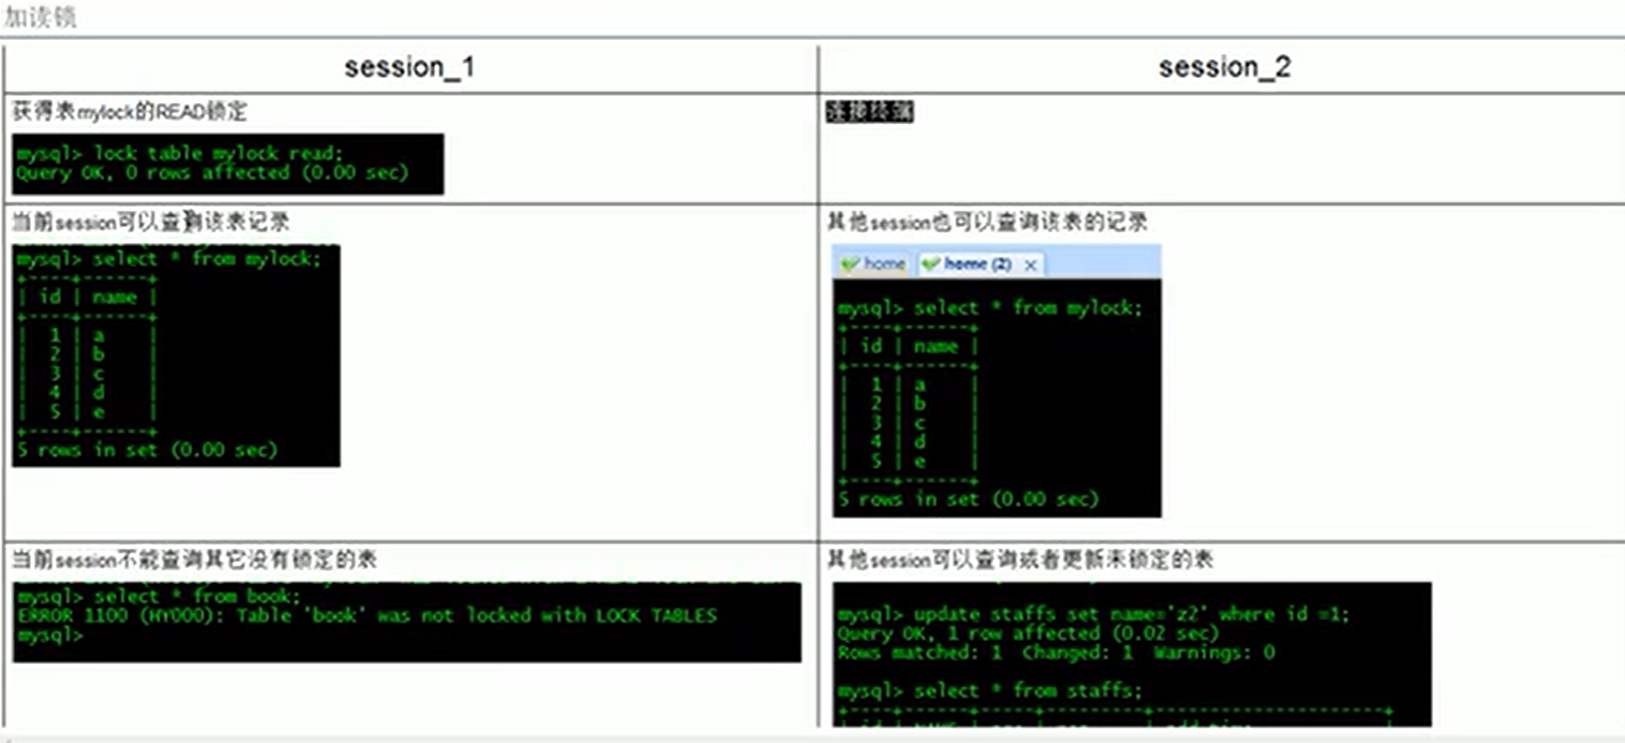 加读锁
session_1
session_2
获得表mylock的READ锁定
连接终端
mysql> lock table mylock read;
Query OK, 0 rows affected (0.00 sec)
当前session可以查询该表记录
其他session也可以查询该表的记录
mysql> select * from mylock;
| id | name |
| 1 | a |
| 2 | b |
| 3 | c |
| 4 | d |
| 5 | e |
5 rows in set (0.00 sec)
home
home (2) x
mysql> select * from mylock;
| id | name |
| 1 | a |
| 2 | b |
| 3 | c |
| 4 | d |
| 5 | e |
5 rows in set (0.00 sec)
当前session不能查询其它没有锁定的表
其他session可以查询或者更新未锁定的表
mysql> select * from book;
ERROR 1100 (HY000): Table 'book' was not locked with LOCK TABLES
mysql>
mysql> update staffs set name='z2' where id =1;
Query OK, 1 row affected (0.02 sec)
Rows matched: 1 Changed: 1 Warnings: 0
mysql> select * from staffs;